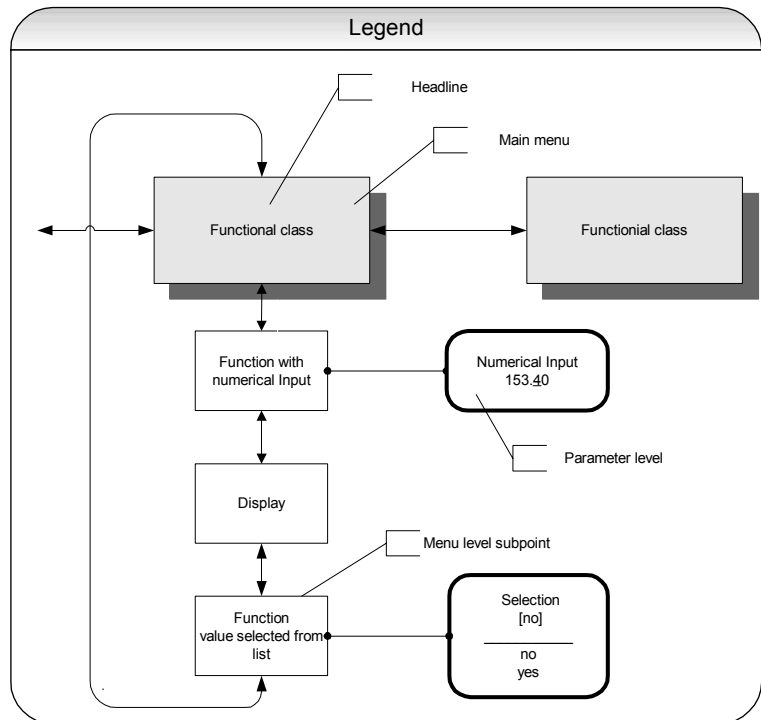 Legend
Headline
Main menu
Functional class
Functionial class
Function with
numerical Input
Numerical Input
153.40
Parameter level
Display
Menu level subpoint
Function
value selected from
list
Selection
[no]
no
yes